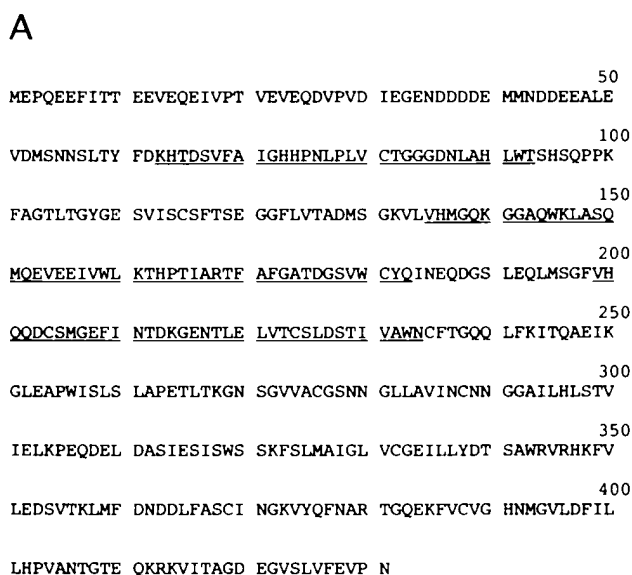 A
50
MEPQEEFITT EEVEQEIVPT VEVEQDVPVD IEGENDDDDE MMNDDEEALE
100
VDMSNNSLTY FDKHTDSVFA IGHHPNLPLV CTGGGDNLAH LWTSHSQPPK
150
FAGTLTGYGE SVISCSFTSE GGFLVTADMS GKVLVHMGQK GGAQWKLASQ
200
MQEVEEIVWL KTHPTIARTF AFGATDGSVW CYQINEQDGS LEQLMSGFVH
250
QQDCSMGEFI NTDKGENTLE LVTCSLDSTI VAWNCFTGQQ LFKITQAEIK
300
GLEAPWISLS LAPETLTKGN SGVVACGSNN GLLAVINCNN GGAILHLSTV
350
IELKPEQDEL DASIESISWS SKFSLMAIGL VCGEILLYDT SAWRVRHKFV
400
LEDSVTKLMF DNDDLFASCI NGKVYQFNAR TGQEKFVCVG HNMGVLDFIL
LHPVANTGTE QKRKVITAGD EGVSLVFEVP N